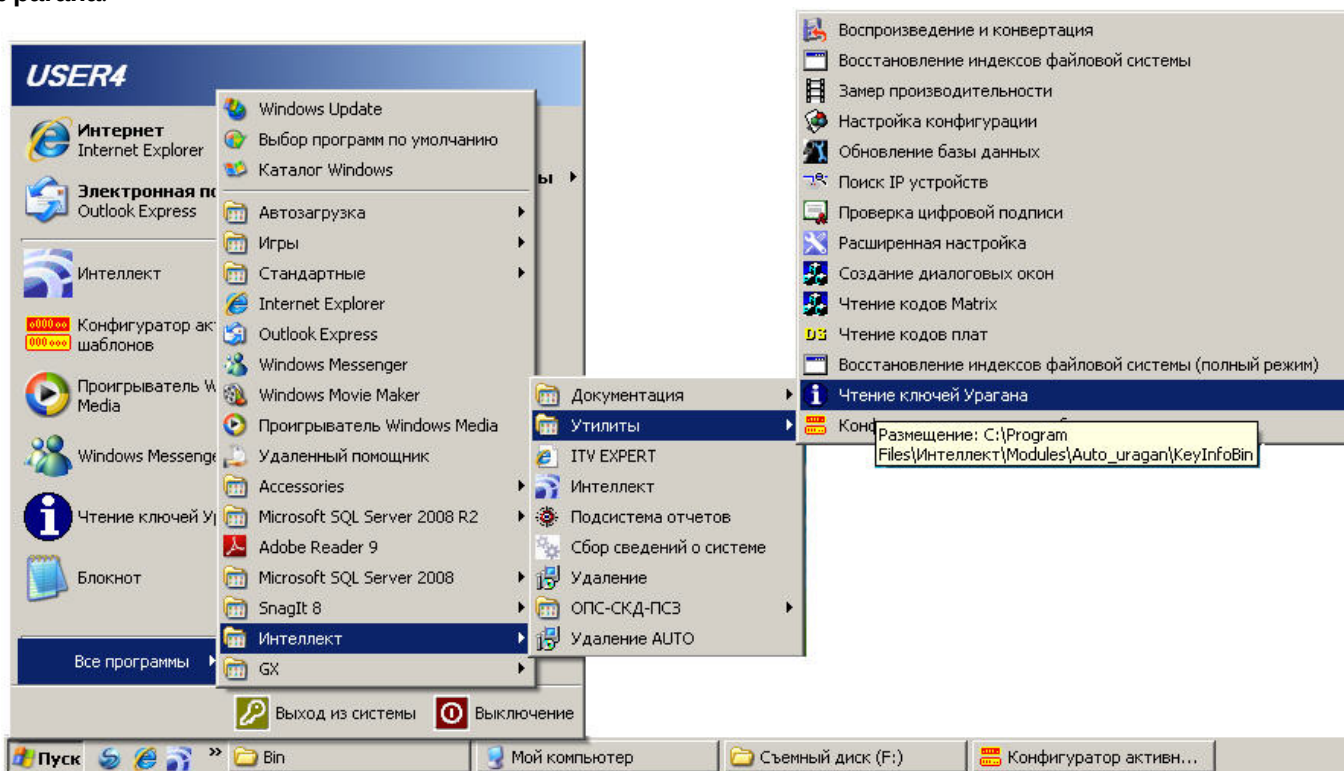 USER4
Интернет
Internet Explorer
Электронная по
Outlook Express
Интеллект
Конфигуратор ак
шаблонов
Проигрыватель W
Media
Windows Messenge
Чтение ключей У
Блокнот
Все программы
ы
Windows Update
Выбор программ по умолчанию
Каталог Windows
Автозагрузка
Игры
Стандартные
Internet Explorer
Outlook Express
Windows Messenger
Windows Movie Maker
Проигрыватель Windows Media
Удаленный помощник
Accessories
Microsoft SQL Server 2008 R2
Adobe Reader 9
Microsoft SQL Server 2008
SnagIt 8
Интеллект
GX
Документация
Утилиты
ITV EXPERT
Интеллект
Подсистема отчетов
Сбор сведений о системе
Удаление
ОПС-СКД-ПСЗ
Удаление AUTO
Воспроизведение и конвертация
Восстановление индексов файловой системы
Замер производительности
Настройка конфигурации
Обновление базы данных
Поиск IP устройств
Проверка цифровой подписи
Расширенная настройка
Создание диалоговых окон
Чтение кодов Matrix
Чтение кодов плат
Восстановление индексов файловой системы (полный режим)
Чтение ключей Урагана
Конф
Размещение: C:\Program
Files\Интеллект\Modules\Auto_uragan\KeyInfoBin
Выход из системы
Выключение
Пуск
»
Bin
Мой компьютер
Съемный диск (F:)
Конфигуратор активн...